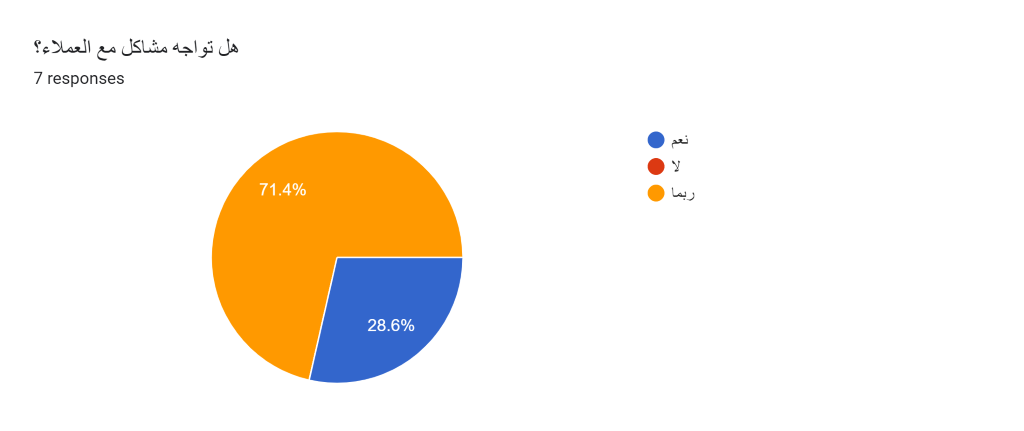 هل تواجه مشاكل مع العملاء؟
7 responses
نعم
لا
ربما
71.4%
28.6%